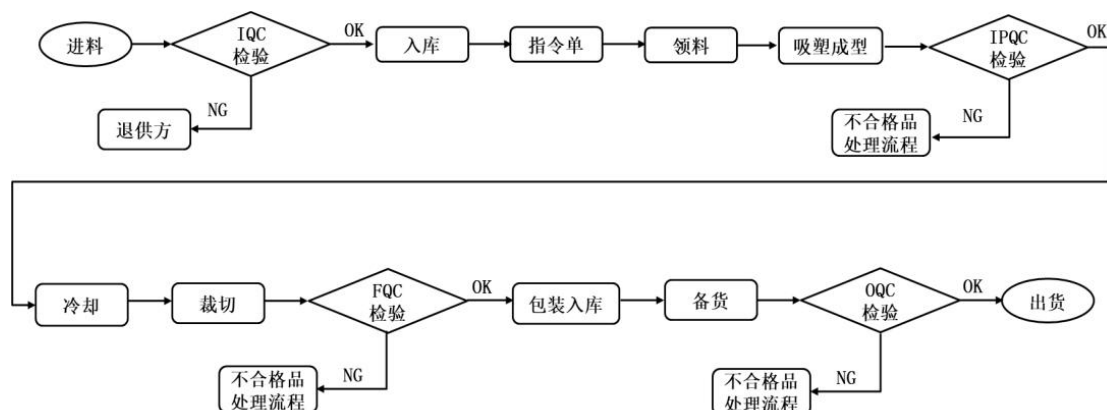 进料
IQC
检验
OK
入库
指令单
领料
吸塑成型
IPQC
检验
OK
NG
退供方
NG
不合格品
处理流程
冷却
裁切
FQC
检验
OK
包装入库
备货
OQC
检验
OK
出货
NG
不合格品
处理流程
NG
不合格品
处理流程